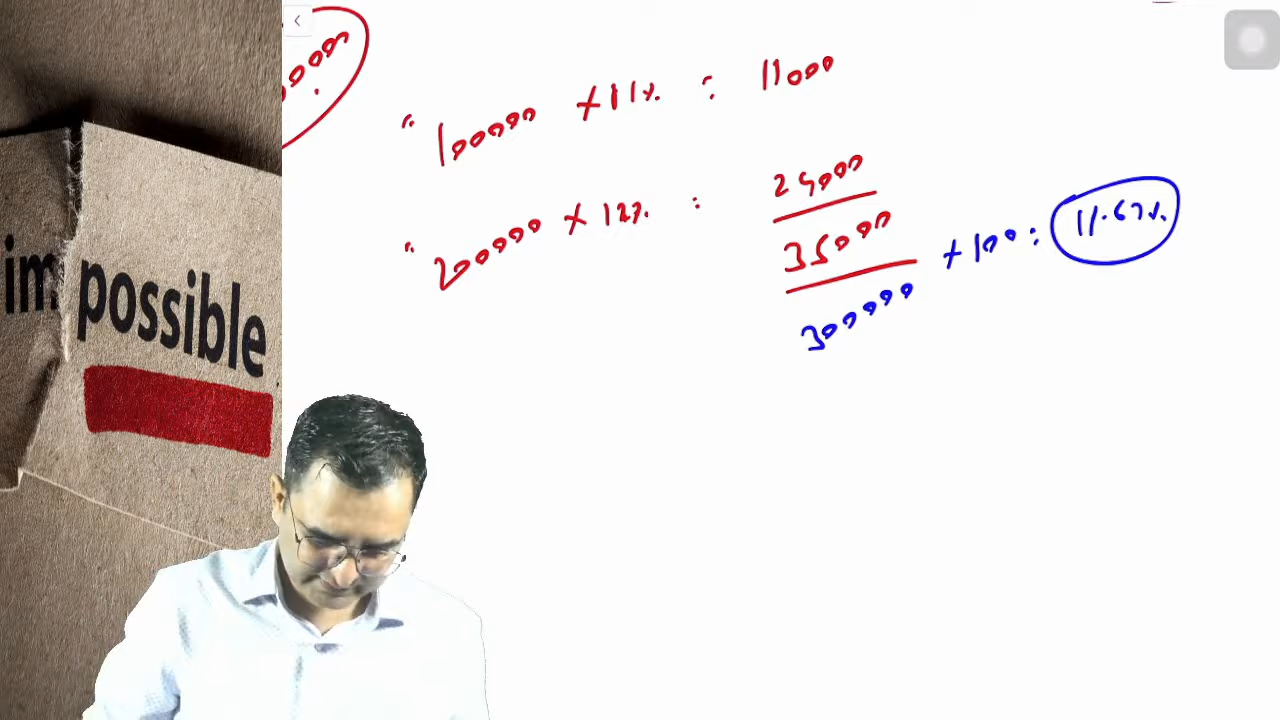 impossible
100000 × 11% : 11000
200000 × 12% : 24000
35000
300000
× 100 : 11.67%